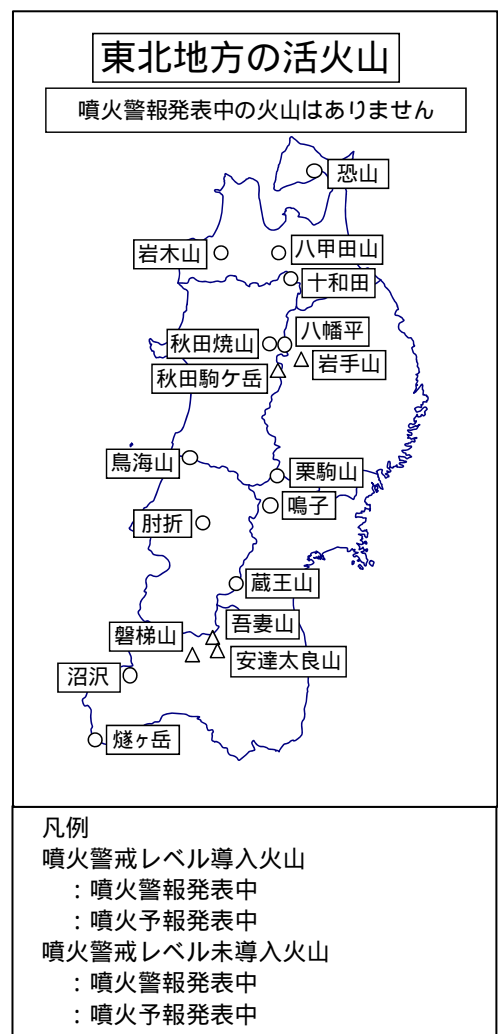 東北地方の活火山
噴火警報発表中の火山はありません
恐山
岩木山
八甲田山
十和田
秋田焼山
八幡平
岩手山
秋田駒ケ岳
鳥海山
栗駒山
鳴子
肘折
蔵王山
吾妻山
磐梯山
安達太良山
沼沢
燧ヶ岳
凡例
噴火警戒レベル導入火山
：噴火警報発表中
：噴火予報発表中
噴火警戒レベル未導入火山
：噴火警報発表中
：噴火予報発表中